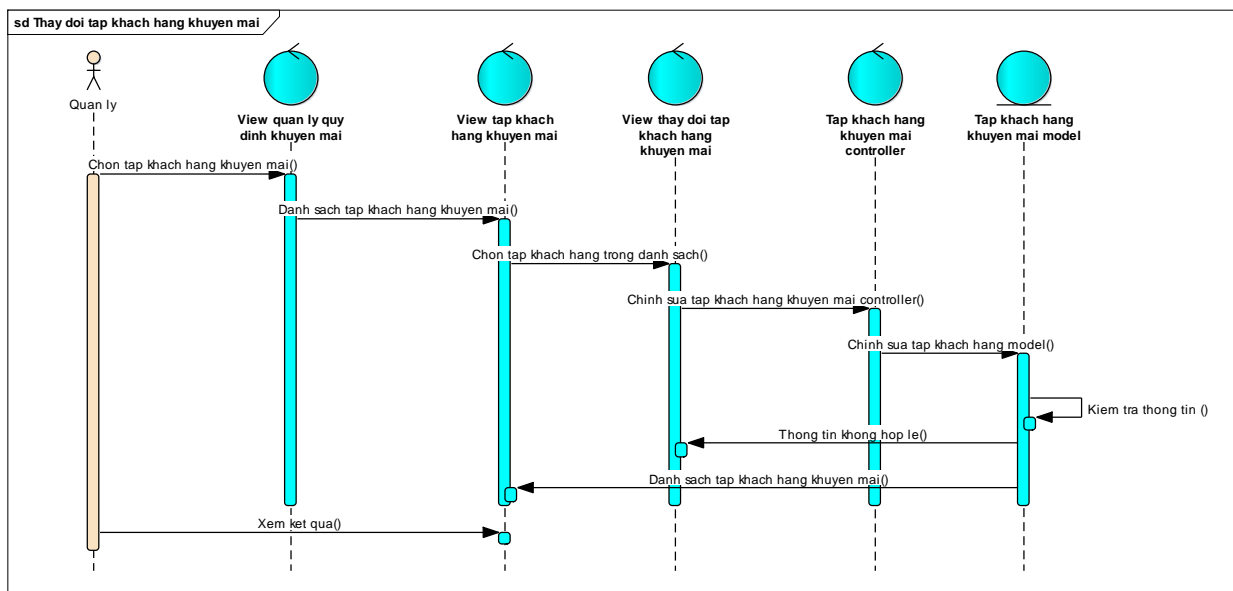 sd Thay doi tap khach hang khuyen mai
Quan ly
View quan ly quy
dinh khuyen mai
View tap khach
hang khuyen mai
View thay doi tap
khach hang
khuyen mai
Tap khach hang
khuyen mai
controller
Tap khach hang
khuyen mai model
Chon tap khach hang khuyen mai()
Danh sach tap khach hang khuyen mai()
Chon tap khach hang trong danh sach()
Chinh sua tap khach hang khuyen mai controller()
Chinh sua tap khach hang model()
Kiem tra thong tin ()
Thong tin khong hop le()
Danh sach tap khach hang khuyen mai()
Xem ket qua()